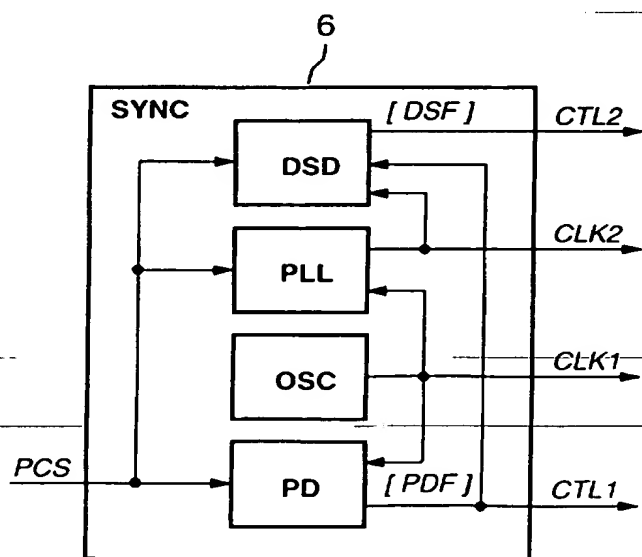 6
SYNC
[ DSF ]
CTL2
DSD
CLK2
PLL
CLK1
OSC
PCS
PD
[ PDF ]
CTL1